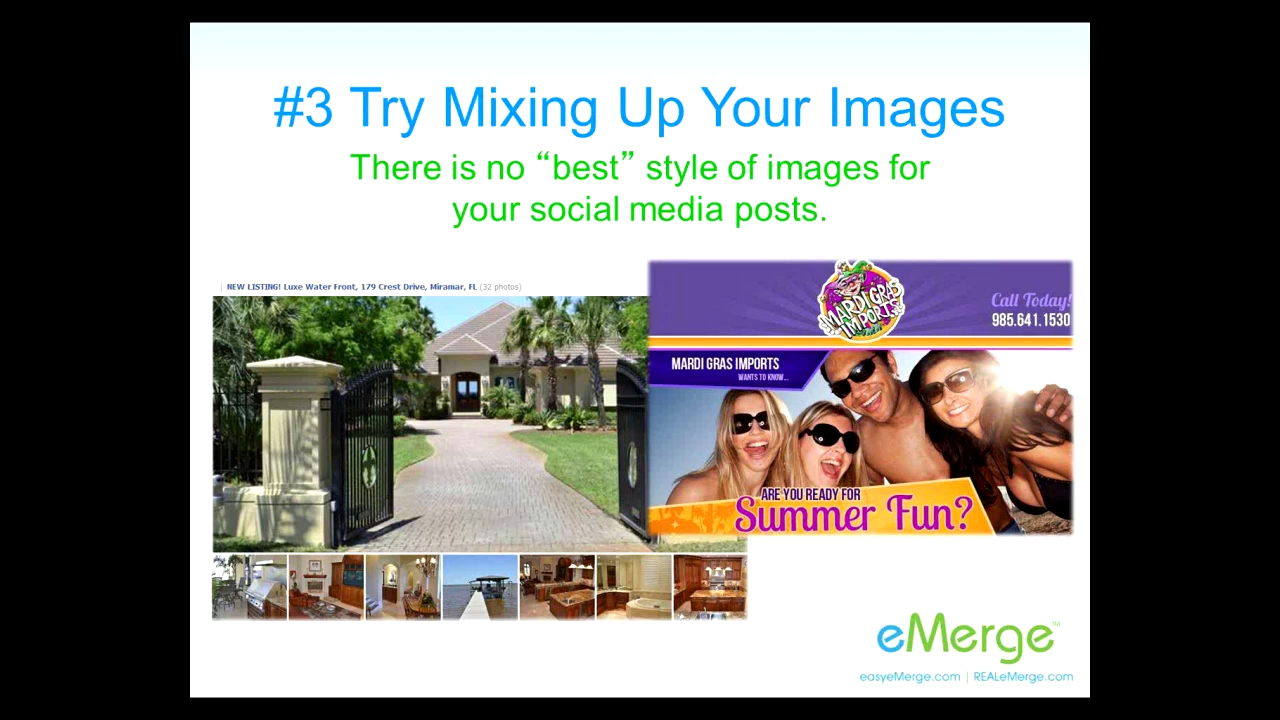 #3 Try Mixing Up Your Images
There is no “best” style of images for
your social media posts.
NEW LISTING! Luxe Water Front, 179 Crest Drive, Miramar, FL (32 photos)
MARDI GRAS
IMPORTS
Call Today!
985.641.1530
MARDI GRAS IMPORTS
WANTS TO KNOW...
ARE YOU READY FOR
Summer Fun?
eMerge™
easyeMerge.com | REALeMerge.com